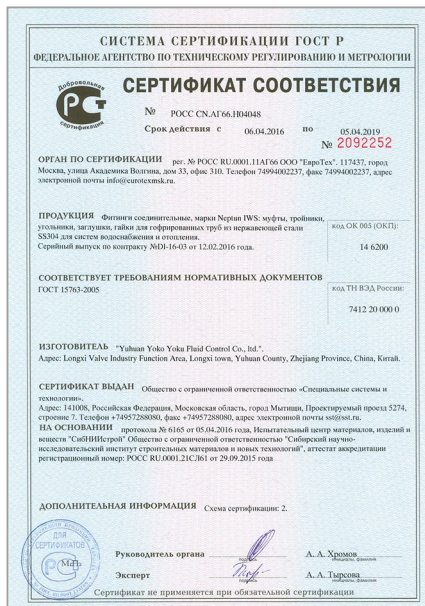 СИСТЕМА СЕРТИФИКАЦИИ ГОСТ Р
ФЕДЕРАЛЬНОЕ АГЕНТСТВО ПО ТЕХНИЧЕСКОМУ РЕГУЛИРОВАНИЮ И МЕТРОЛОГИИ
Добровольная
РСТ
сертификация
СЕРТИФИКАТ СООТВЕТСТВИЯ
№ РОСС CN.АГ66.Н04048
Срок действия с 06.04.2016 по 05.04.2019
№ 2092252
ОРГАН ПО СЕРТИФИКАЦИИ рег. № РОСС RU.0001.11АГ66 ООО "ЕвроТех". 117437, город
Москва, улица Академика Волгина, дом 33, офис 310. Телефон 74994002237, факс 74994002237, адрес
электронной почты info@eurotexmsk.ru.
ПРОДУКЦИЯ Фитинги соединительные, марки Neptun IWS: муфты, тройники,
угольники, заглушки, гайки для гофрированных труб из нержавеющей стали
SS304 для систем водоснабжения и отопления.
Серийный выпуск по контракту №DI-16-03 от 12.02.2016 года.
код ОК 005 (ОКП):
14 6200
СООТВЕТСТВУЕТ ТРЕБОВАНИЯМ НОРМАТИВНЫХ ДОКУМЕНТОВ
ГОСТ 15763-2005
код ТН ВЭД России:
7412 20 000 0
ИЗГОТОВИТЕЛЬ "Yuhuan Yoko Yoku Fluid Control Co., ltd.".
Адрес: Longxi Valve Industry Function Area, Longxi town, Yuhuan County, Zhejiang Province, China, Китай.
СЕРТИФИКАТ ВЫДАН Общество с ограниченной ответственностью «Специальные системы и
технологии».
Адрес: 141008, Российская Федерация, Московская область, город Мытищи, Проектируемый проезд 5274,
строение 7. Телефон +74957288080, факс +74957288080, адрес электронной почты sst@sst.ru.
НА ОСНОВАНИИ протокола № 6165 от 05.04.2016 года, Испытательный центр материалов, изделий и
веществ "СибНИИстрой" Общество с ограниченной ответственностью "Сибирский научно-
исследовательский институт строительных материалов и новых технологий", аттестат аккредитации
регистрационный номер: РОСС RU.0001.21СЛ61 от 29.09.2015 года
ДОПОЛНИТЕЛЬНАЯ ИНФОРМАЦИЯ Схема сертификации: 2.
ДЛЯ
СЕРТИФИКАТОВ
М.П.
Руководитель органа
подпись
А. А. Хромов
инициалы, фамилия
Эксперт
подпись
А. А. Тырсова
инициалы, фамилия
Сертификат не применяется при обязательной сертификации